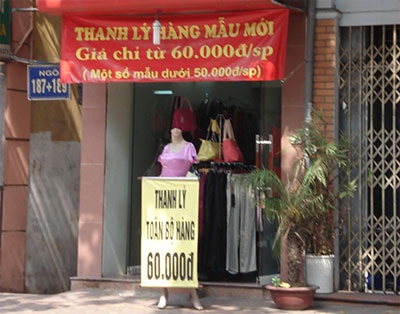 THANH LÝ HÀNG MẪU MỚI
Giá chỉ từ 60.000đ/sp
( Một số mẫu dưới 50.000đ/sp)
NGÕ
187+189
THANH LÝ
TOÀN BỘ HÀNG
60.000đ